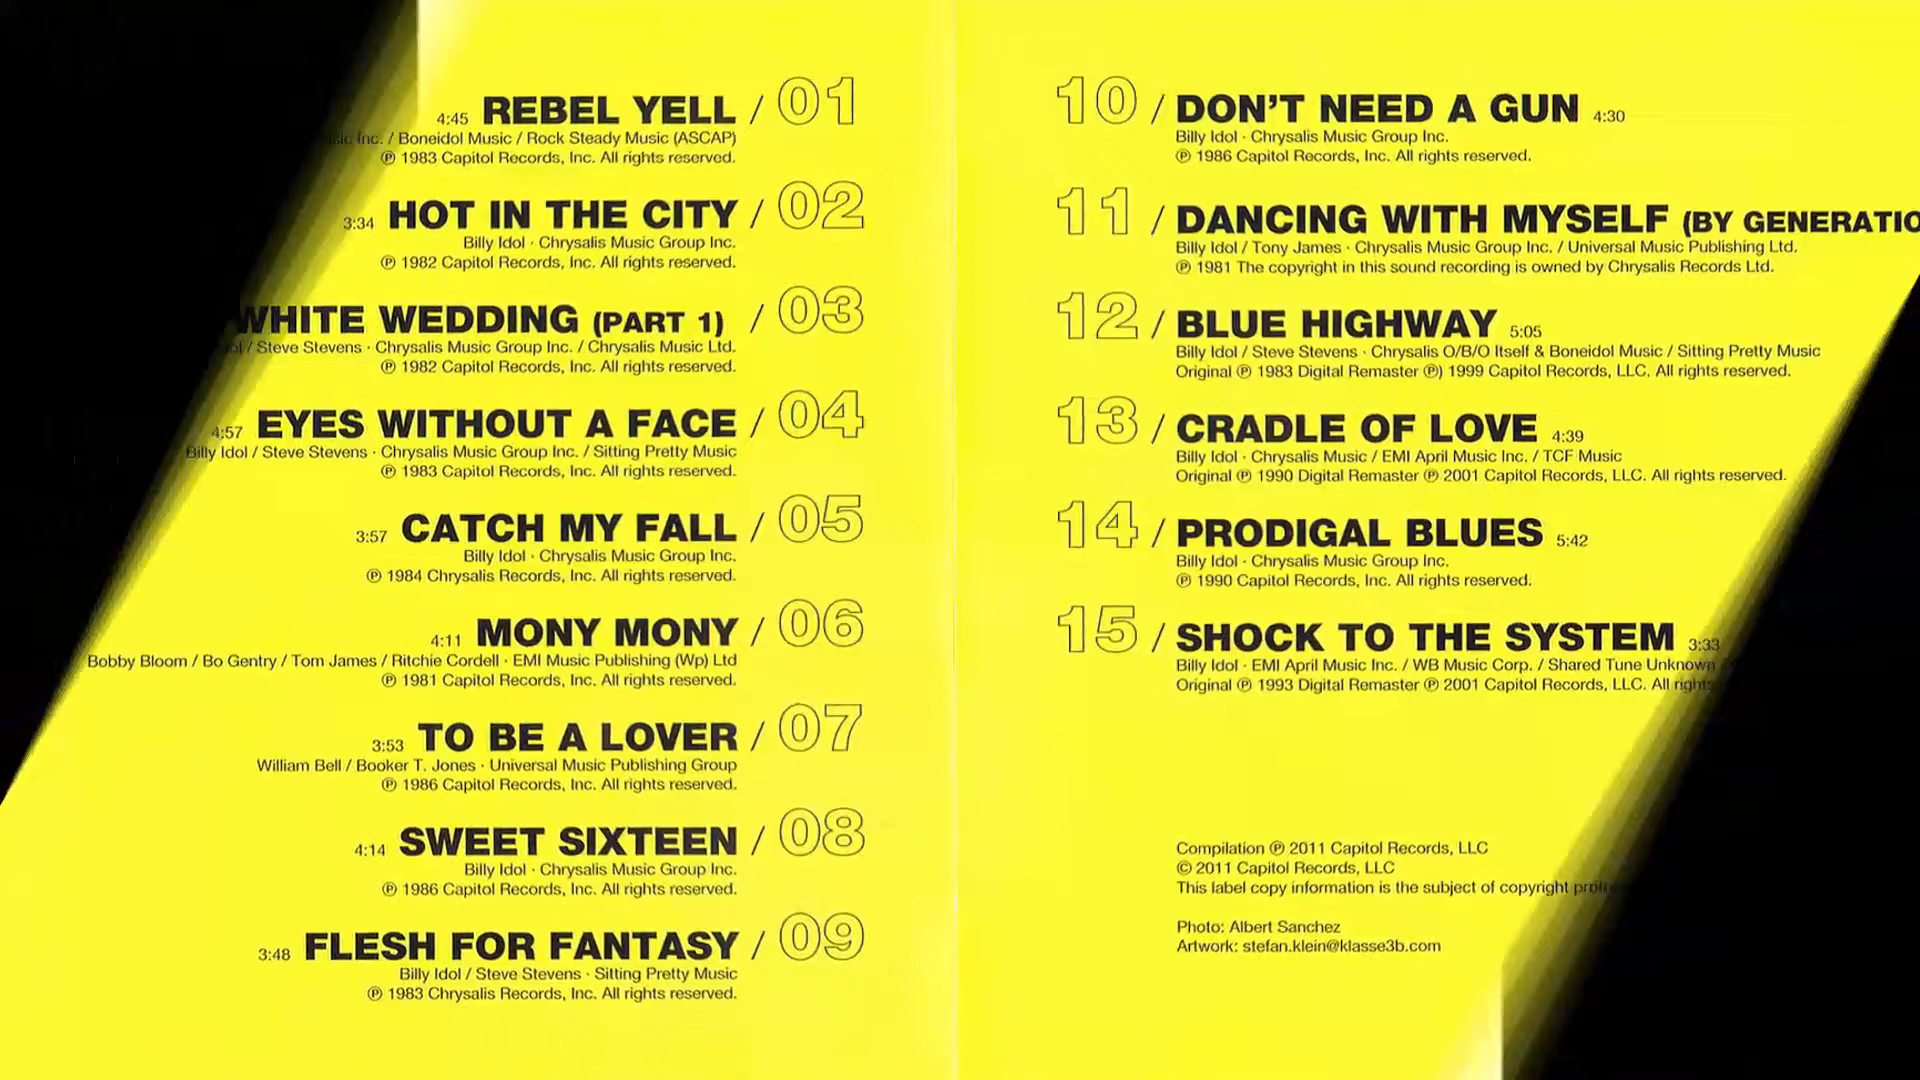 4:45 REBEL YELL / 01
Inc. / Boneidol Music / Rock Steady Music (ASCAP)
℗ 1983 Capitol Records, Inc. All rights reserved.
3:34 HOT IN THE CITY / 02
Billy Idol · Chrysalis Music Group Inc.
℗ 1982 Capitol Records, Inc. All rights reserved.
WHITE WEDDING (PART 1) / 03
/ Steve Stevens · Chrysalis Music Group Inc. / Chrysalis Music Ltd.
℗ 1982 Capitol Records, Inc. All rights reserved.
4:57 EYES WITHOUT A FACE / 04
Billy Idol / Steve Stevens · Chrysalis Music Group Inc. / Sitting Pretty Music
℗ 1983 Capitol Records, Inc. All rights reserved.
3:57 CATCH MY FALL / 05
Billy Idol · Chrysalis Music Group Inc.
℗ 1984 Chrysalis Records, Inc. All rights reserved.
4:11 MONY MONY / 06
Bobby Bloom / Bo Gentry / Tom James / Ritchie Cordell · EMI Music Publishing (Wp) Ltd
℗ 1981 Capitol Records, Inc. All rights reserved.
3:53 TO BE A LOVER / 07
William Bell / Booker T. Jones · Universal Music Publishing Group
℗ 1986 Capitol Records, Inc. All rights reserved.
4:14 SWEET SIXTEEN / 08
Billy Idol · Chrysalis Music Group Inc.
℗ 1986 Capitol Records, Inc. All rights reserved.
3:48 FLESH FOR FANTASY / 09
Billy Idol / Steve Stevens · Sitting Pretty Music
℗ 1983 Chrysalis Records, Inc. All rights reserved.
10 / DON'T NEED A GUN 4:30
Billy Idol · Chrysalis Music Group Inc.
℗ 1986 Capitol Records, Inc. All rights reserved.
11 / DANCING WITH MYSELF (BY GENERATIO
Billy Idol / Tony James · Chrysalis Music Group Inc. / Universal Music Publishing Ltd.
℗ 1981 The copyright in this sound recording is owned by Chrysalis Records Ltd.
12 / BLUE HIGHWAY 5:05
Billy Idol / Steve Stevens · Chrysalis O/B/O Itself & Boneidol Music / Sitting Pretty Music
Original ℗ 1983 Digital Remaster ℗) 1999 Capitol Records, LLC. All rights reserved.
13 / CRADLE OF LOVE 4:39
Billy Idol · Chrysalis Music / EMI April Music Inc. / TCF Music
Original ℗ 1990 Digital Remaster ℗ 2001 Capitol Records, LLC. All rights reserved.
14 / PRODIGAL BLUES 5:42
Billy Idol · Chrysalis Music Group Inc.
℗ 1990 Capitol Records, Inc. All rights reserved.
15 / SHOCK TO THE SYSTEM 3:33
Billy Idol · EMI April Music Inc. / WB Music Corp. / Shared Tune Unknown
Original ℗ 1993 Digital Remaster ℗ 2001 Capitol Records, LLC. All rights
Compilation ℗ 2011 Capitol Records, LLC
© 2011 Capitol Records, LLC
This label copy information is the subject of copyright
Photo: Albert Sanchez
Artwork: stefan.klein@klasse3b.com